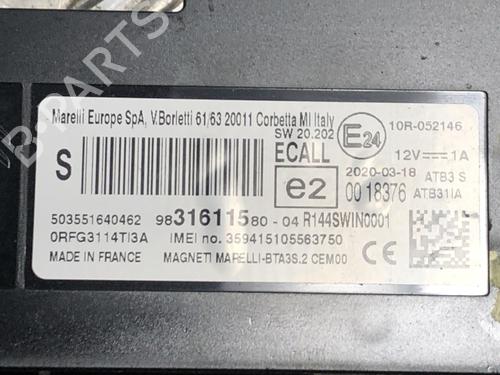 B-PARTS
Marelli Europe SpA, V.Borletti 61/63 20011 Corbetta MI Italy
SW 20.202
E24
10R-052146
S
ECALL
12V⎓1A
2020-03-18 ATB3 S
e2
00 18376 ATB31IA
503551640462
9831611580-04 R144SWIN0001
0RFG3114TI3A
IMEI no. 359415105563750
MADE IN FRANCE
MAGNETI MARELLI-BTA3S.2 CEM00